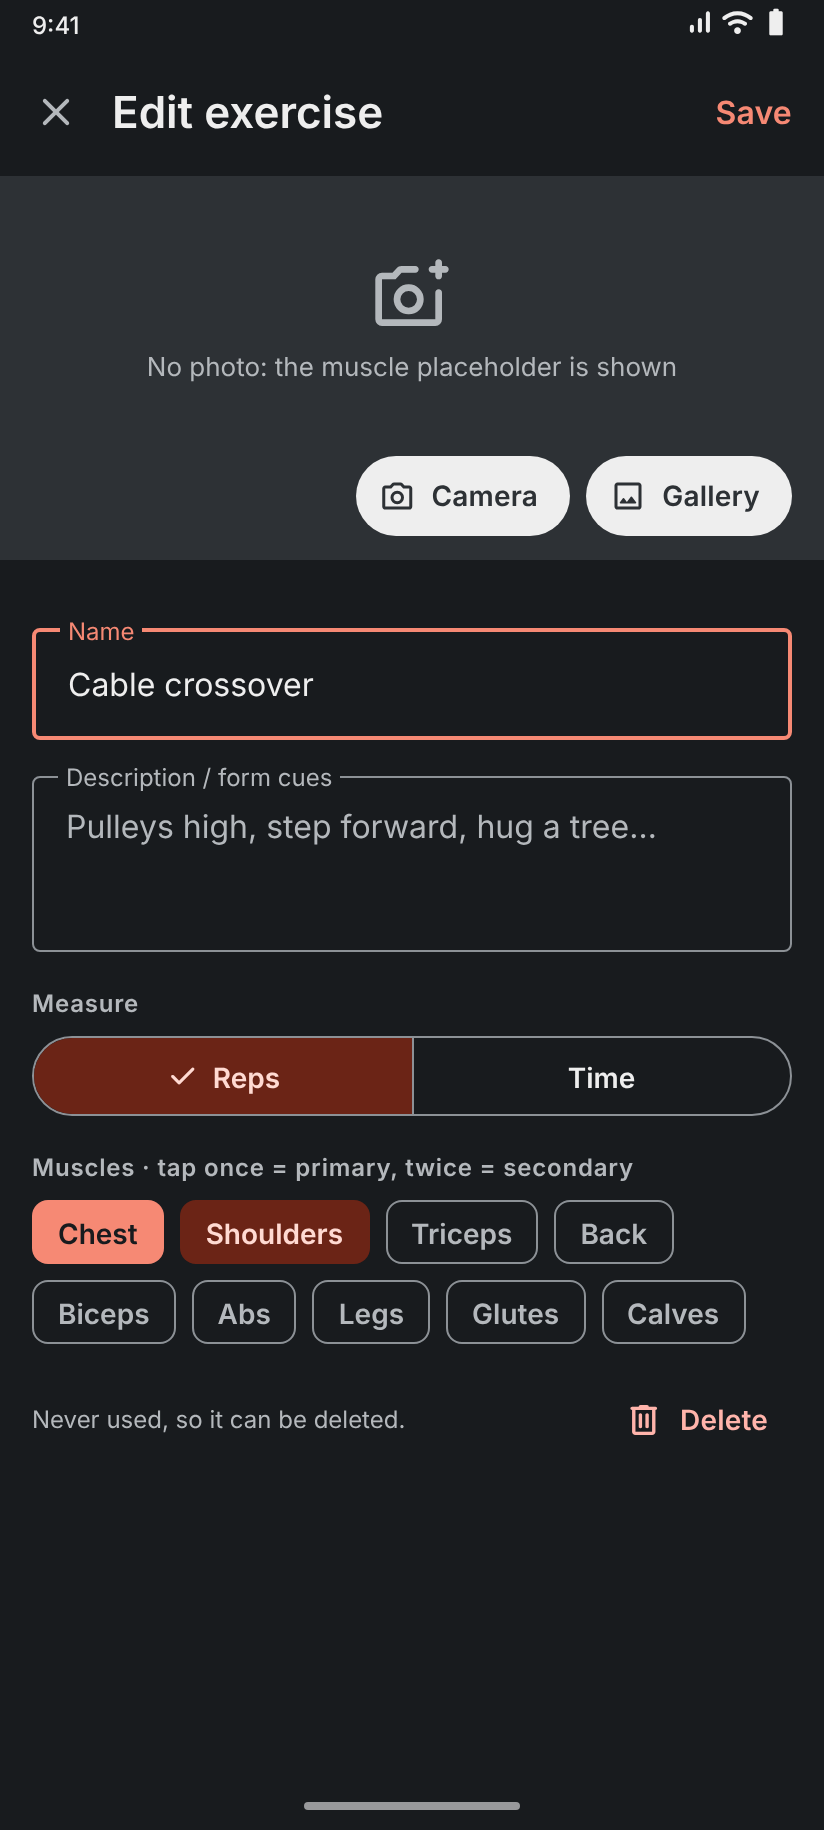 9:41
Edit exercise
Save
No photo: the muscle placeholder is shown
Camera
Gallery
Name
Cable crossover
Description / form cues
Pulleys high, step forward, hug a tree...
Measure
Reps
Time
Muscles · tap once = primary, twice = secondary
Chest
Shoulders
Triceps
Back
Biceps
Abs
Legs
Glutes
Calves
Never used, so it can be deleted.
Delete